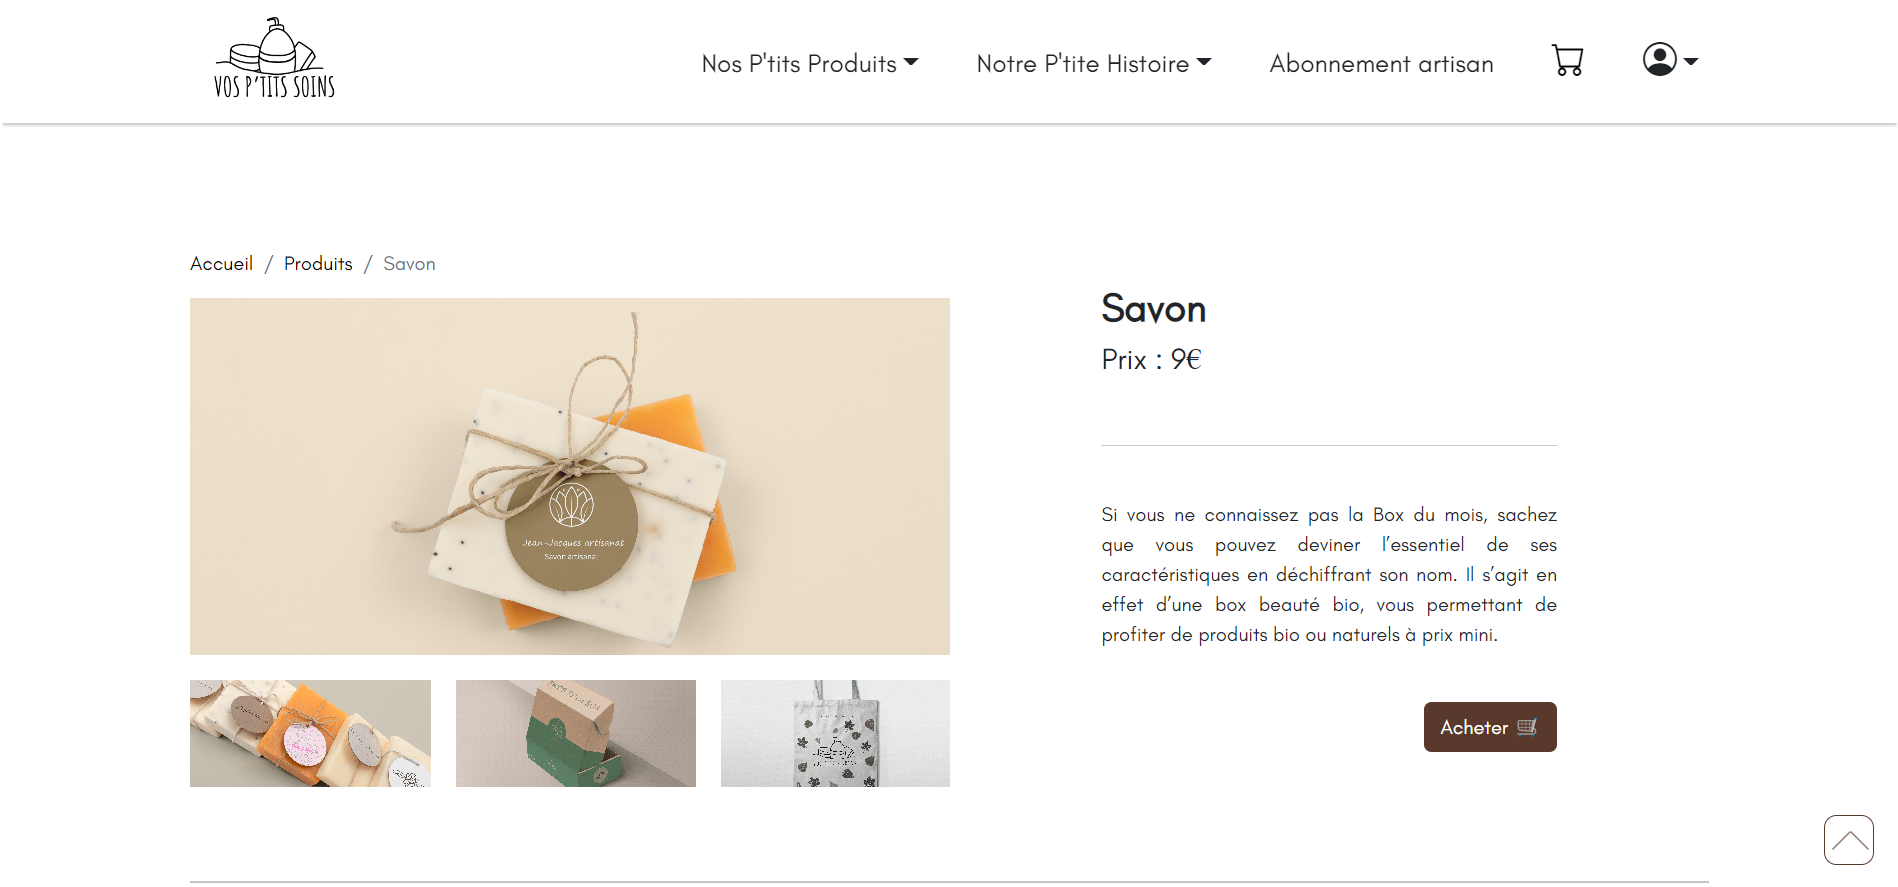 VOS P'TITS SOINS
Nos P'tits Produits
Notre P'tite Histoire
Abonnement artisan
Accueil / Produits / Savon
Savon
Prix : 9€
Jean-Jacques artisanat
Savon artisanal
Si vous ne connaissez pas la Box du mois, sachez
que vous pouvez deviner l’essentiel de ses
caractéristiques en déchiffrant son nom. Il s’agit en
effet d’une box beauté bio, vous permettant de
profiter de produits bio ou naturels à prix mini.
Acheter